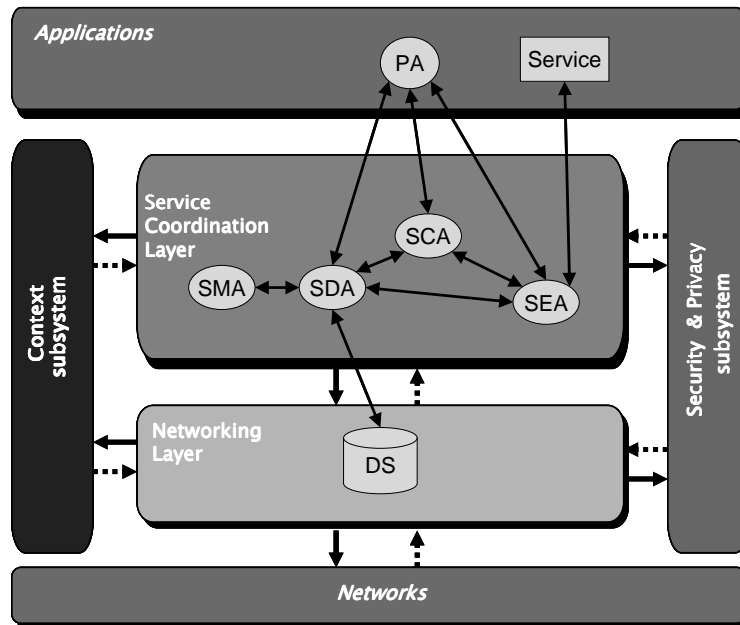 Applications
PA
Service
Service
Coordination
Layer
SCA
SMA
SDA
SEA
Context
subsystem
Security & Privacy
subsystem
Networking
Layer
DS
Networks